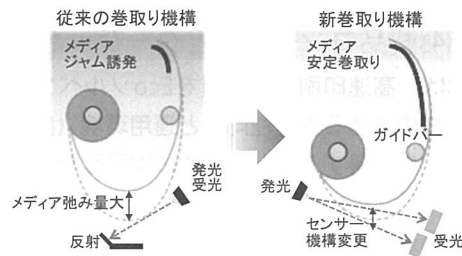 従来の巻取り機構
メディア
ジャム誘発
発光
受光
メディア弛み量大
反射
新巻取り機構
メディア
安定巻取り
ガイドバー
発光
センサー
機構変更
受光